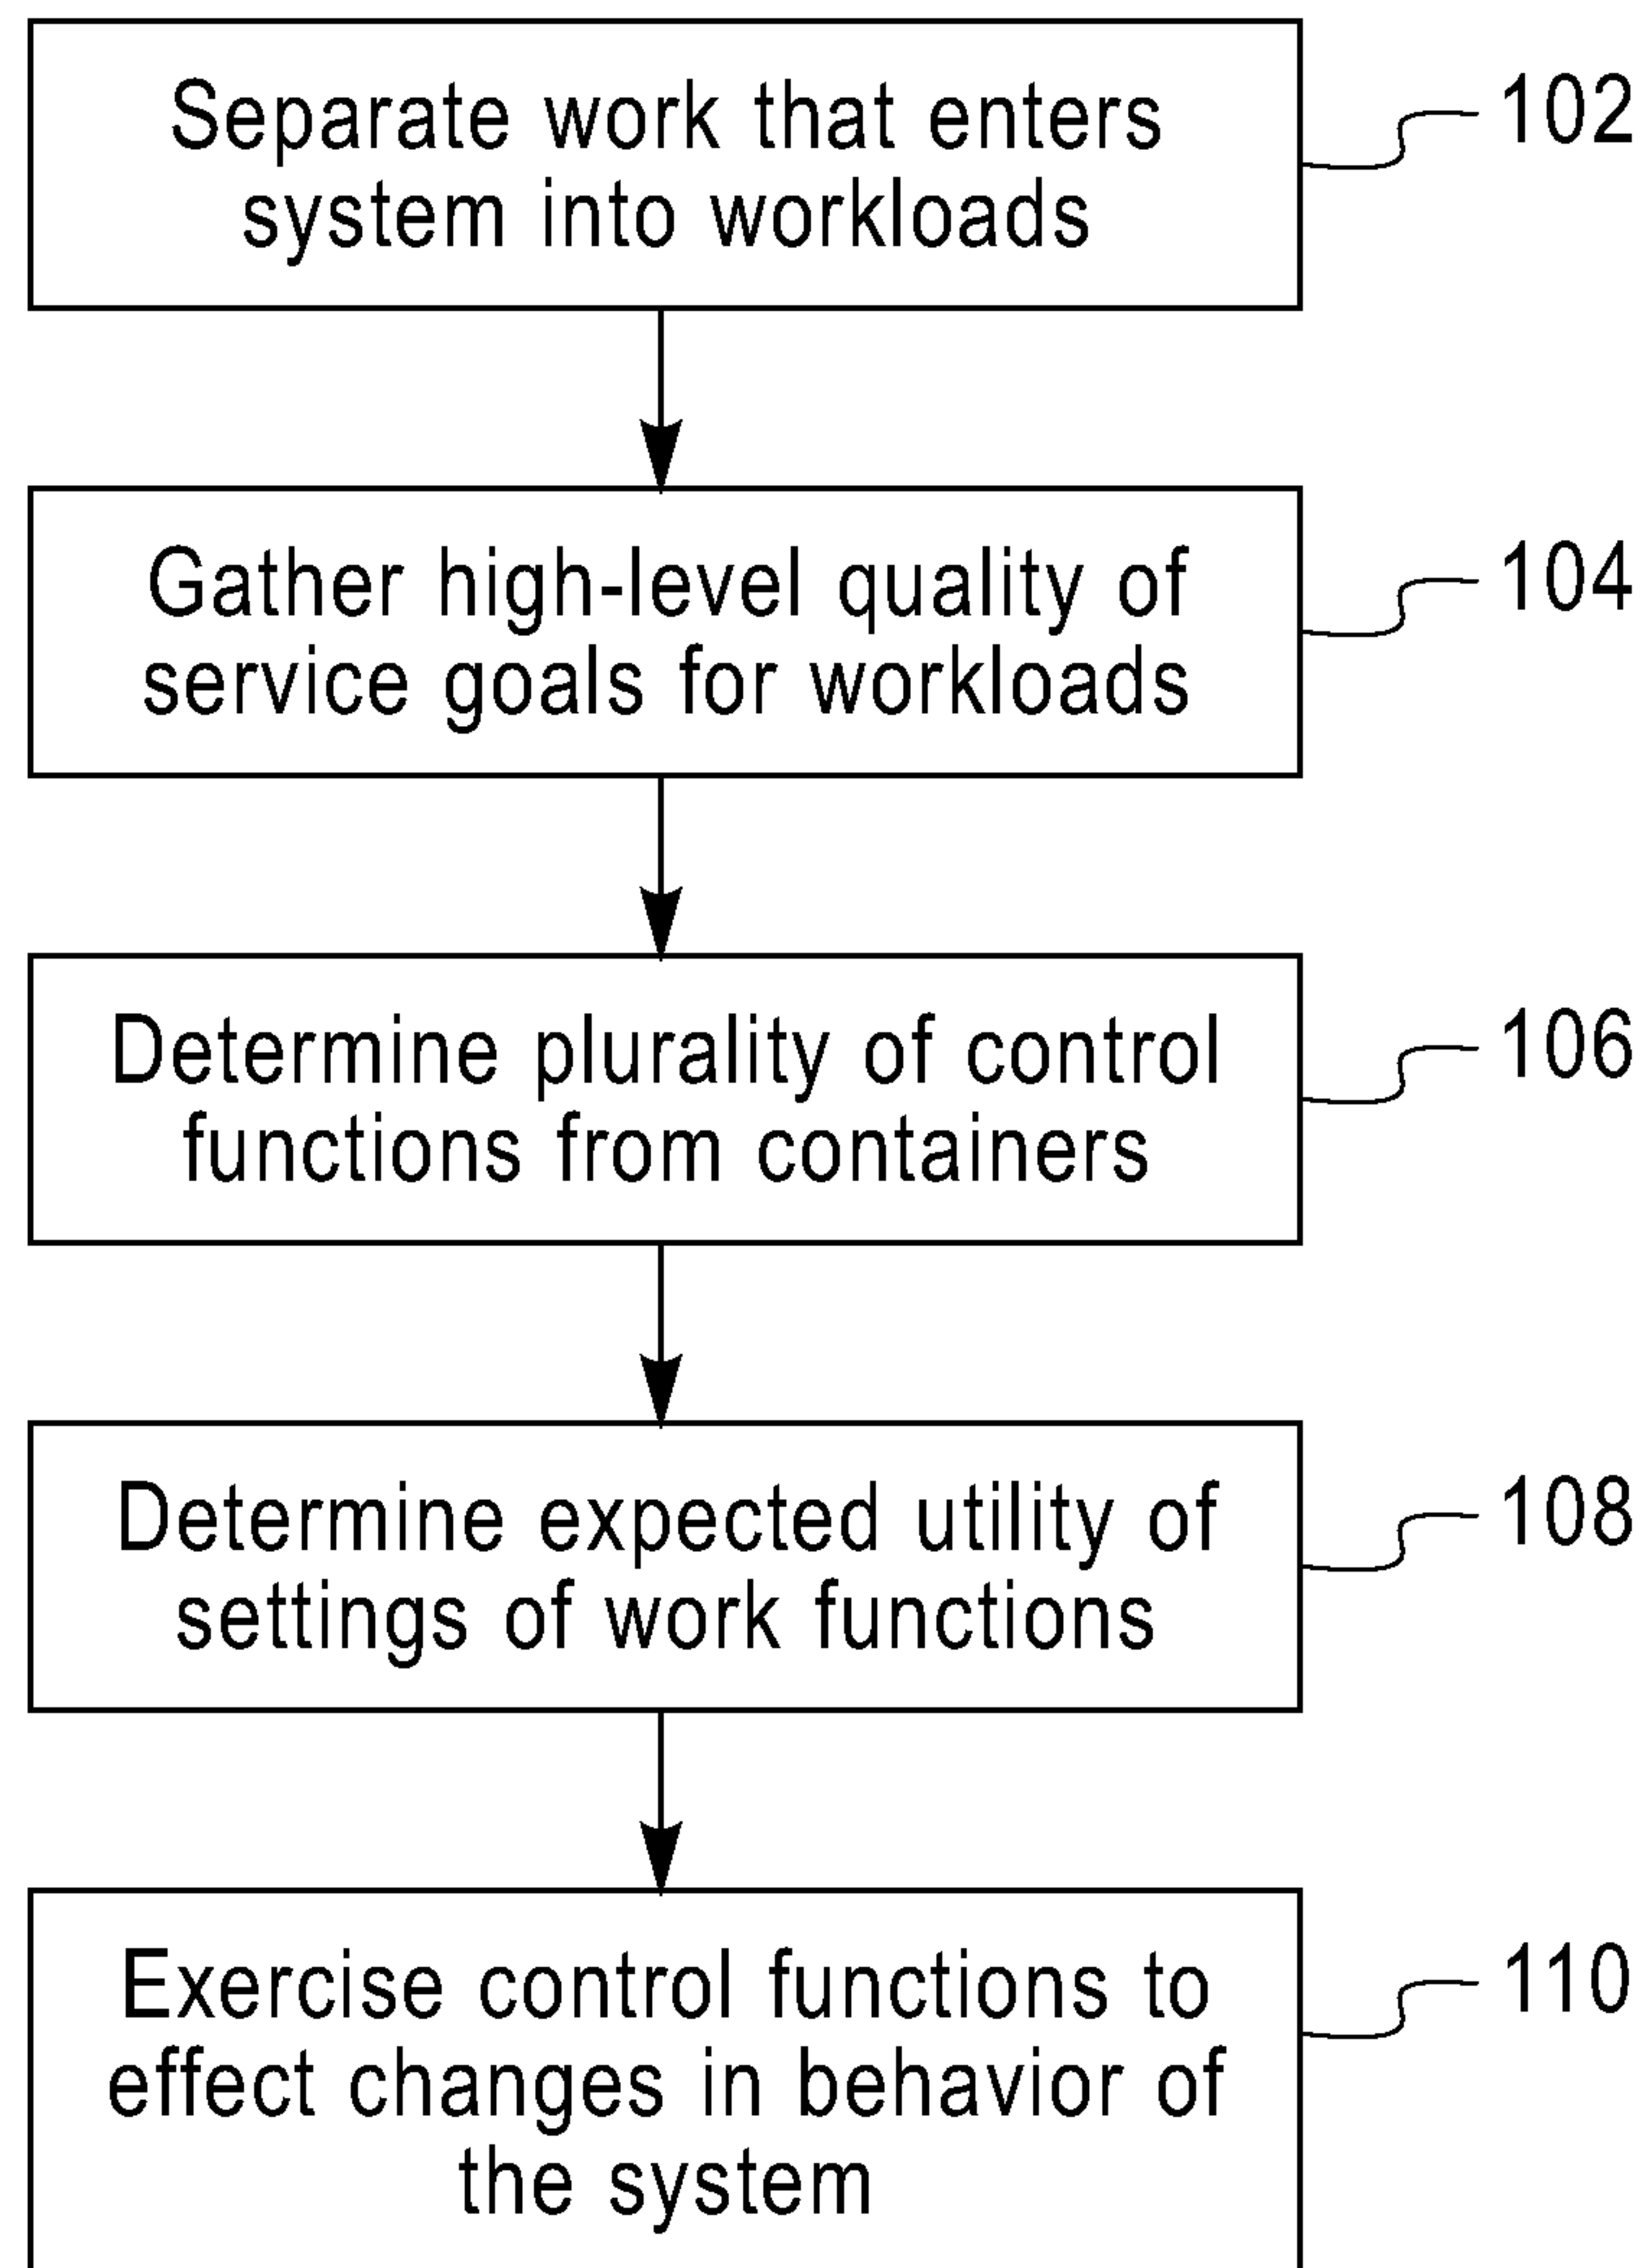 Separate work that enters
system into workloads
102
Gather high-level quality of
service goals for workloads
104
Determine plurality of control
functions from containers
106
Determine expected utility of
settings of work functions
108
Exercise control functions to
effect changes in behavior of
the system
110